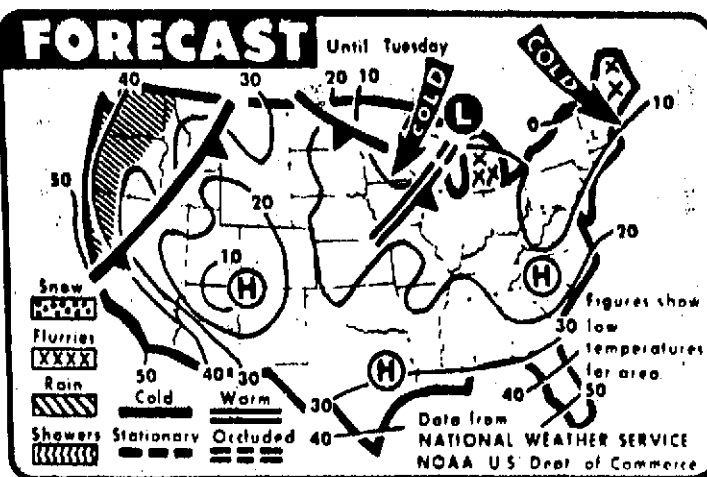 FORECAST
Until Tuesday
40
30
20 10
COLD
COLD
L
10
0
50
20
10
H
H
H
20
30
Snow
Flurries
XXXX
Rain
Showers
50
40
30
Cold
Warm
Stationary
Occluded
30
40
Figures show
low
temperatures
for area.
40
50
Data from
NATIONAL WEATHER SERVICE
NOAA U S Dept of Commerce